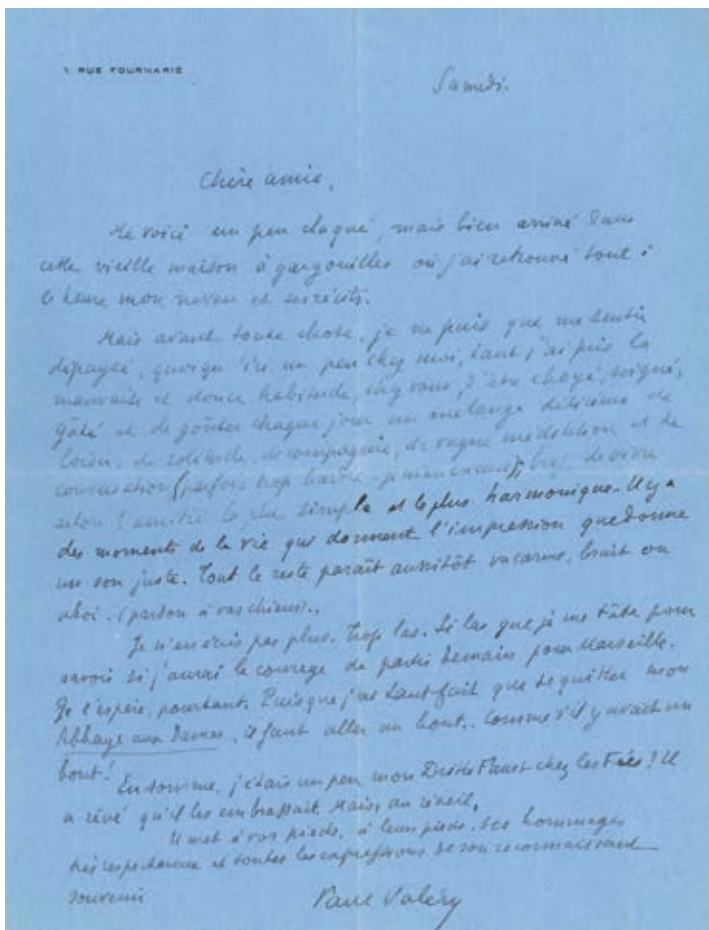 1 RUE FOURNARIÉ
Samedi.
Chère amie,
Me voici un peu claqué, mais bien arrivé dans
cette vieille maison à gargouilles où j'ai retrouvé tout à
l'heure mon neveu et
Mais avant toute chose, je ne puis que me sentir
dépaysé, quoiqu'ici un peu chez moi, tant j'ai pris la
mauvaise et douce habitude, chez vous, d'être choyé, soigné,
gâté et de goûter chaque jour un mélange délicieux de
de solitude, de compagnie, de vague méditation et de
conversation (parfois trop ), bref, de vivre
selon l'amitié la plus simple et le plus harmonique. Il y a
des moments de la vie qui donnent l'impression que donne
un son juste. Tout le reste paraît aussitôt vacarme, bruit ou
aboi. (pardon à vos chiens)..
Je n'en écris pas plus. Trop las. Si las que je me tâte pour
savoir si j'aurai le courage de partir demain pour Marseille.
Je l'espère, pourtant. Puisque j'ai tant fait que de quitter mon
Abbaye aux Dames, il faut aller au bout.. Comme s'il y avait un
bout!
En somme, j'étais un peu mon Dr Faust chez les Fées! Il
a rêvé qu'il les embrassait. Mais, au réveil,
Il met à vos pieds, à leurs pieds, ses hommages
très respectueux et toutes les expressions de son reconnaissant
souvenir
Paul Valéry